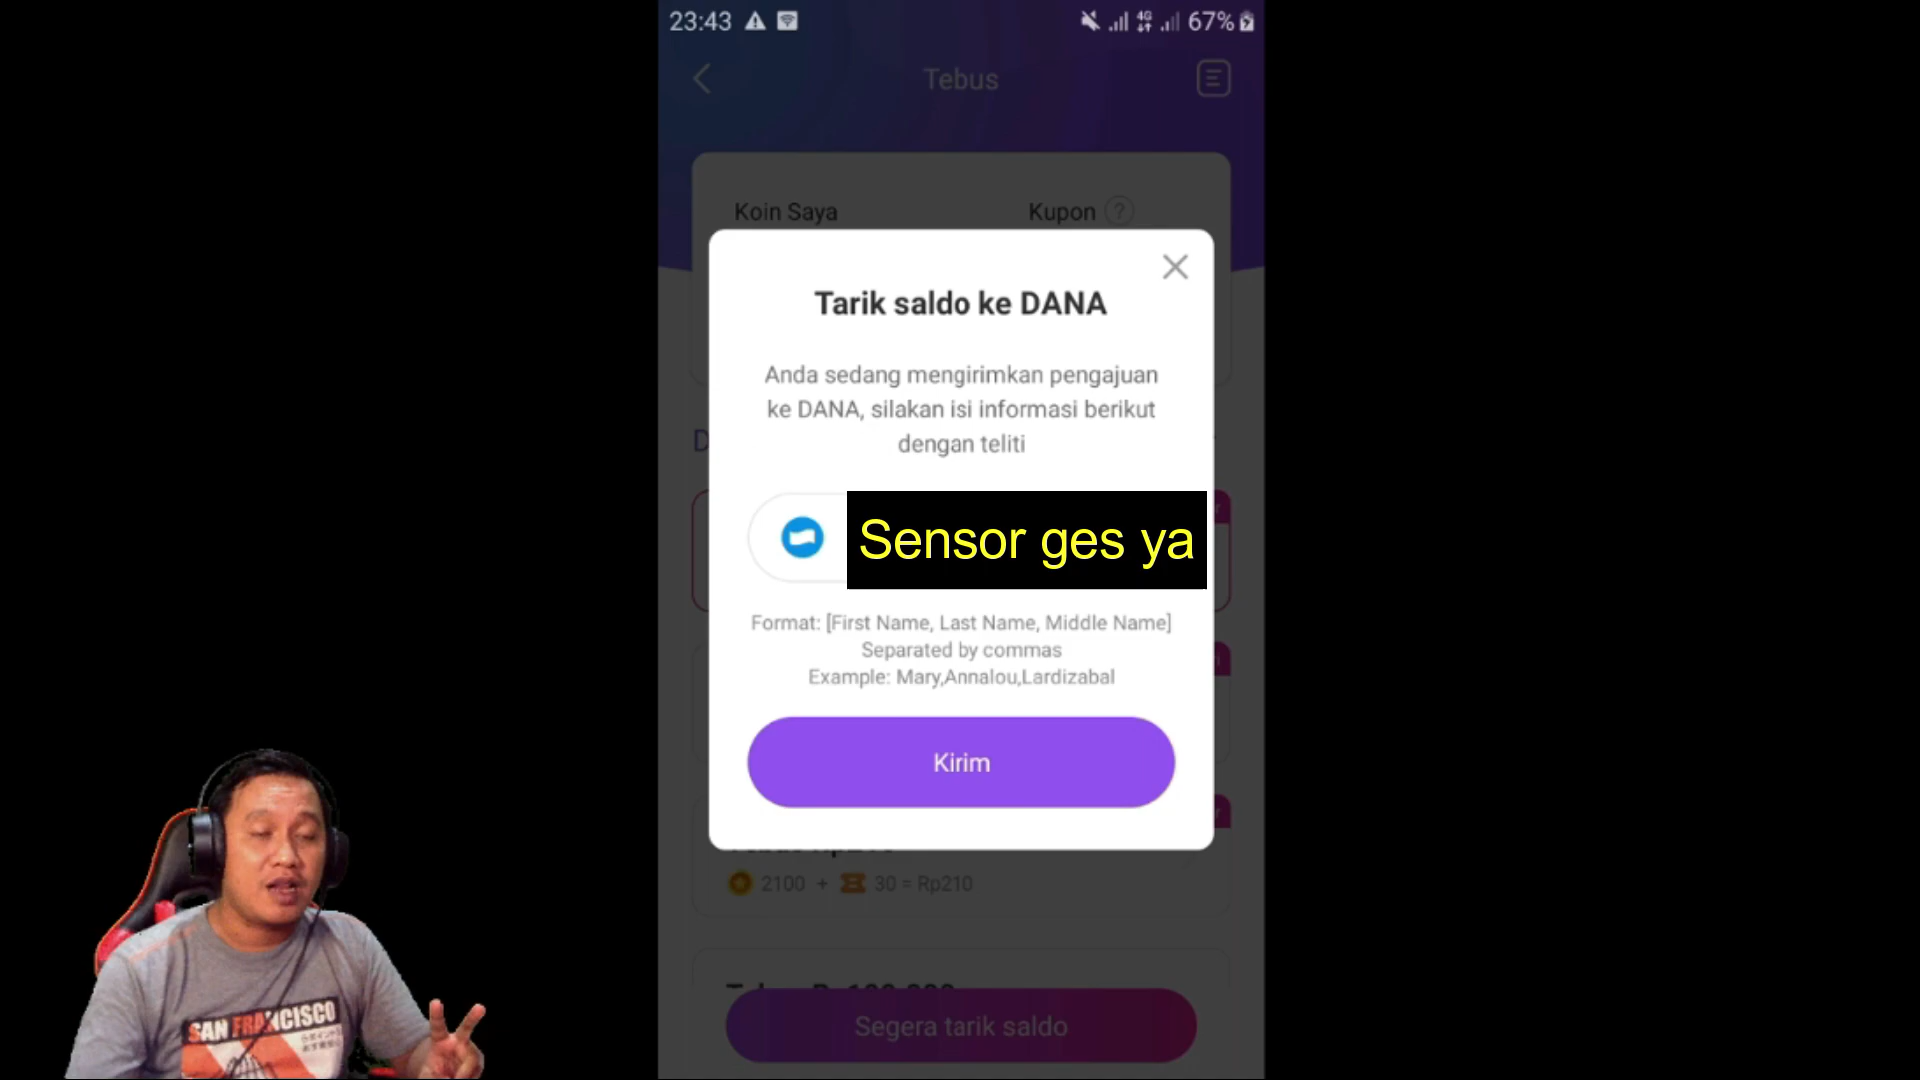 23:43
4G
67%
Tebus
Koin Saya
Kupon ?
Tarik saldo ke DANA
Anda sedang mengirimkan pengajuan
ke DANA, silakan isi informasi berikut
dengan teliti
Sensor ges ya
Format: [First Name, Last Name, Middle Name]
Separated by commas
Example: Mary,Annalou,Lardizabal
Kirim
2100 + 30 = Rp210
Segera tarik saldo
SAN FRANCISCO